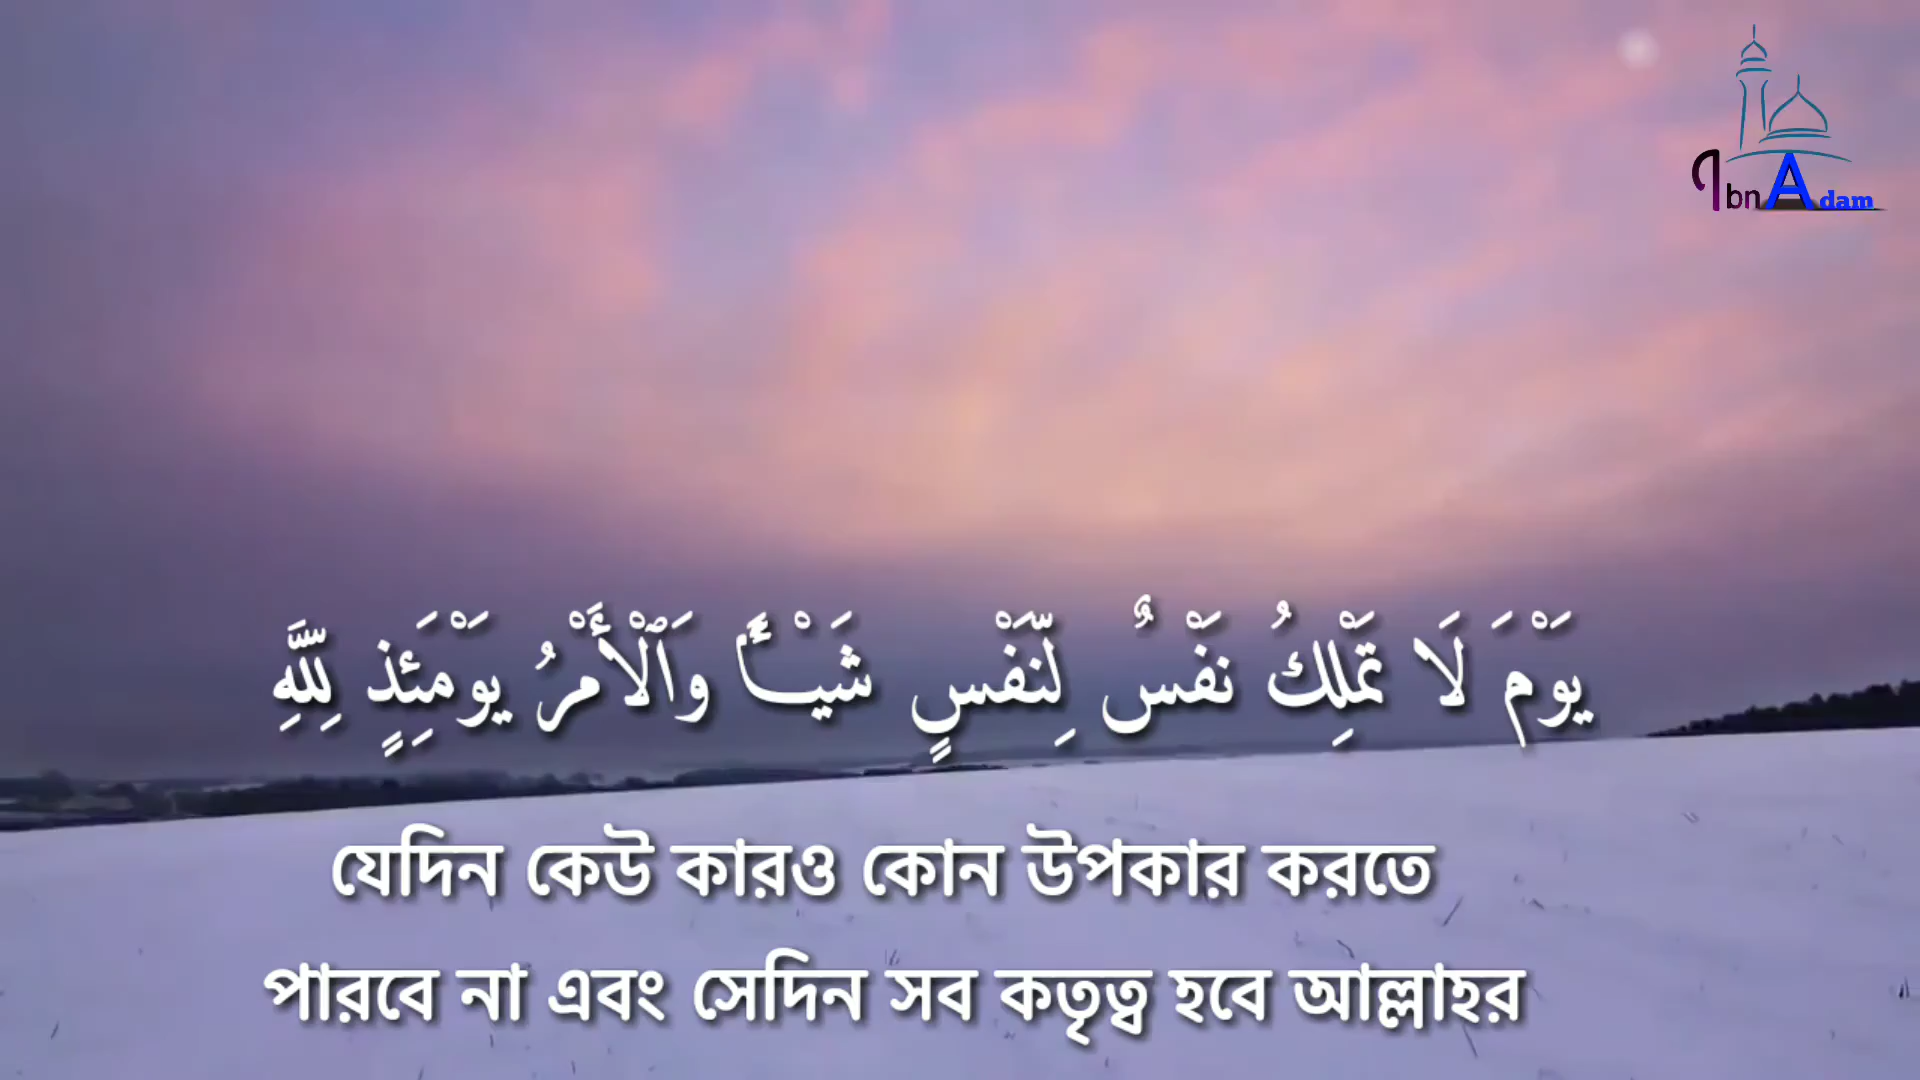 IbnAdam
يَوْمَ لَا تَمْلِكُ نَفْسٌ لِّنَفْسٍ شَيْـًٔا وَٱلْأَمْرُ يَوْمَئِذٍ لِلَّهِ
যেদিন কেউ কারও কোন উপকার করতে
পারবে না এবং সেদিন সব কতৃত্ব হবে আল্লাহর